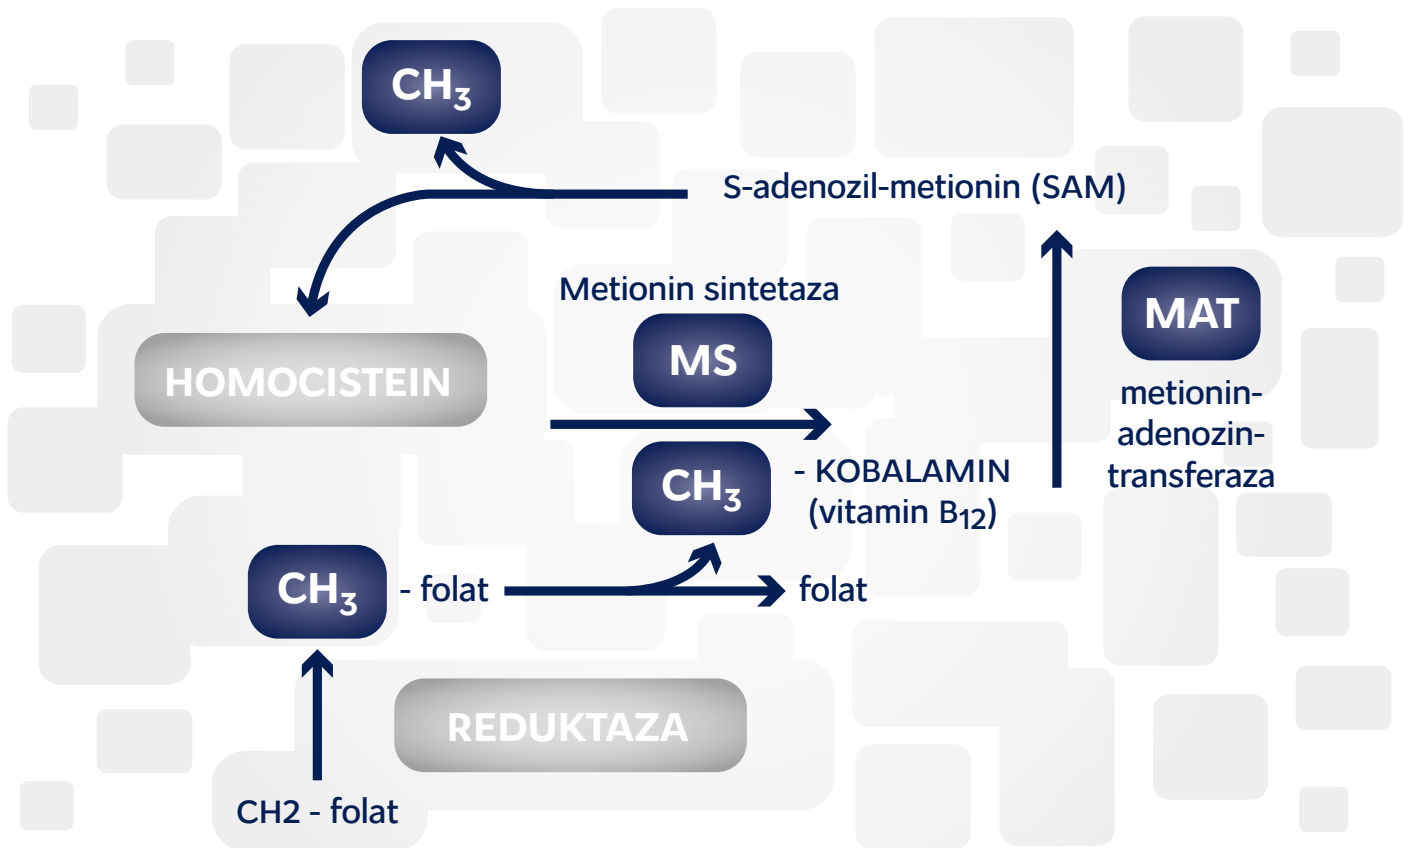 CH₃
S-adenozil-metionin (SAM)
Metionin sintetaza
MS
MAT
HOMOCISTEIN
metionin-
adenozin-
transferaza
CH₃ - KOBALAMIN
(vitamin B₁₂)
CH₃ - folat
folat
REDUKTAZA
CH2 - folat